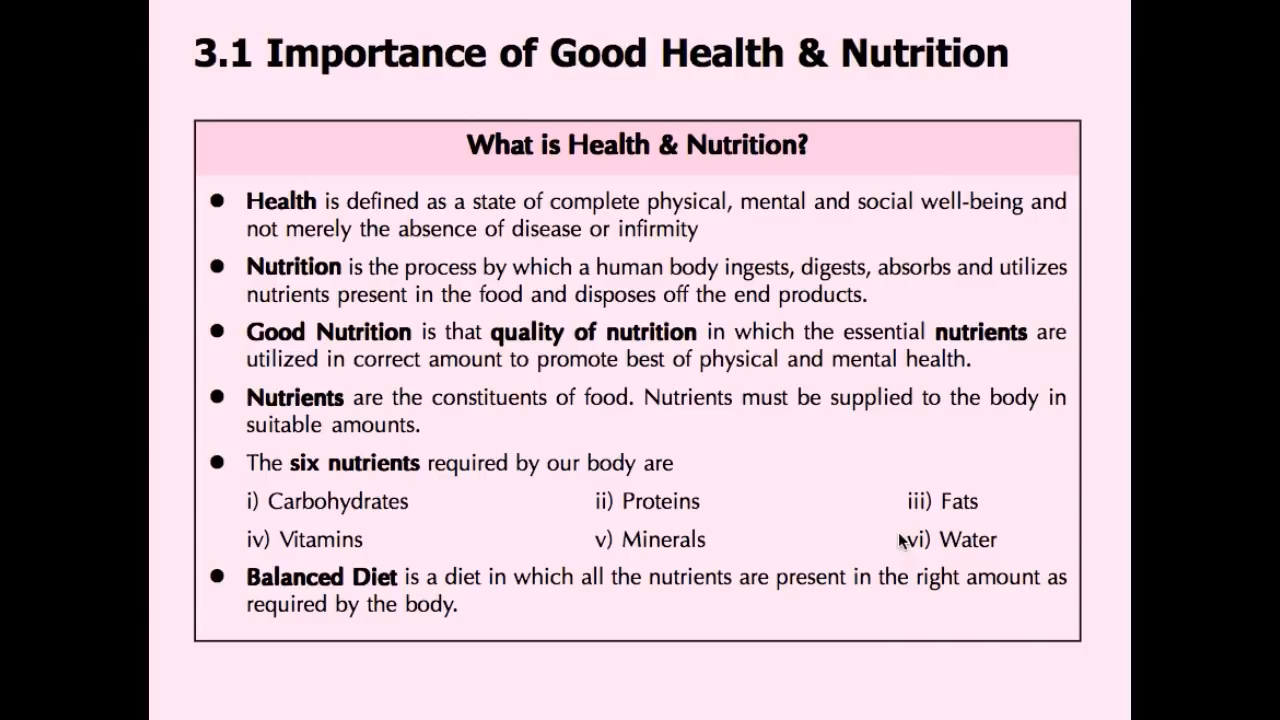 3.1 Importance of Good Health & Nutrition
What is Health & Nutrition?
● Health is defined as a state of complete physical, mental and social well-being and
not merely the absence of disease or infirmity
● Nutrition is the process by which a human body ingests, digests, absorbs and utilizes
nutrients present in the food and disposes off the end products.
● Good Nutrition is that quality of nutrition in which the essential nutrients are
utilized in correct amount to promote best of physical and mental health.
● Nutrients are the constituents of food. Nutrients must be supplied to the body in
suitable amounts.
● The six nutrients required by our body are
i) Carbohydrates ii) Proteins iii) Fats
iv) Vitamins v) Minerals vi) Water
● Balanced Diet is a diet in which all the nutrients are present in the right amount as
required by the body.